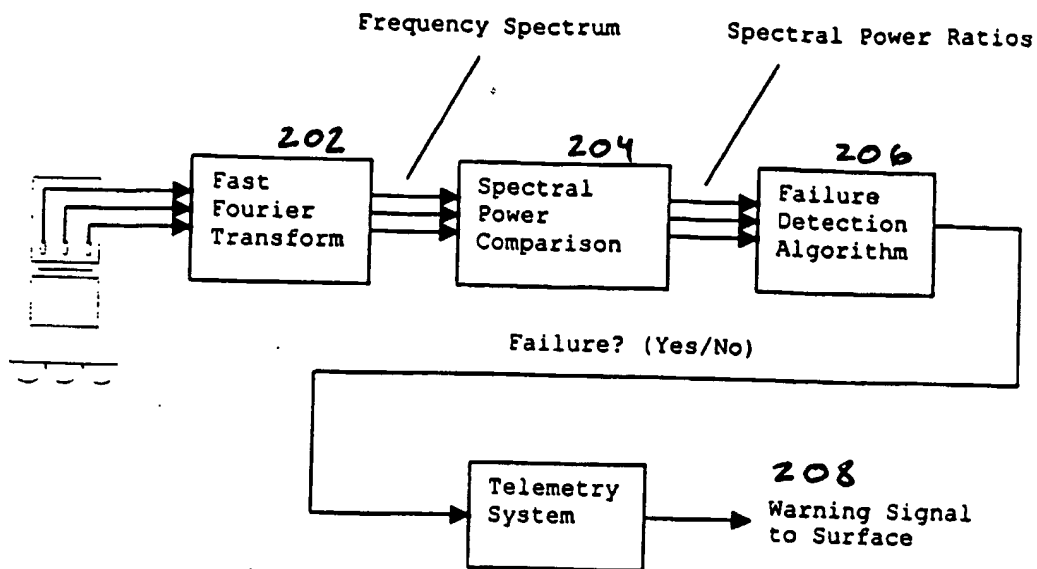 Frequency Spectrum
Spectral Power Ratios
202
204
206
Fast
Fourier
Transform
Spectral
Power
Comparison
Failure
Detection
Algorithm
Failure? (Yes/No)
Telemetry
System
208
Warning Signal
to Surface